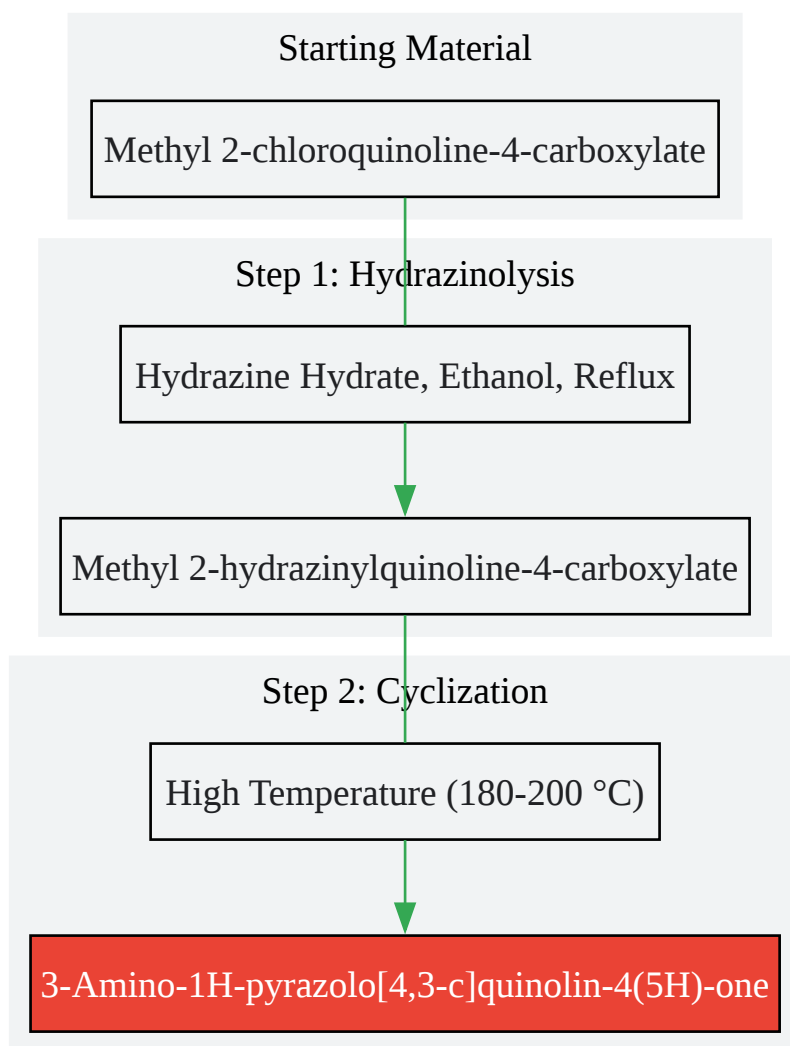 Starting Material
Methyl 2-chloroquinoline-4-carboxylate
Step 1: Hydrazinolysis
Hydrazine Hydrate, Ethanol, Reflux
Methyl 2-hydrazinylquinoline-4-carboxylate
Step 2: Cyclization
High Temperature (180-200 °C)
3-Amino-1H-pyrazolo[4,3-c]quinolin-4(5H)-one